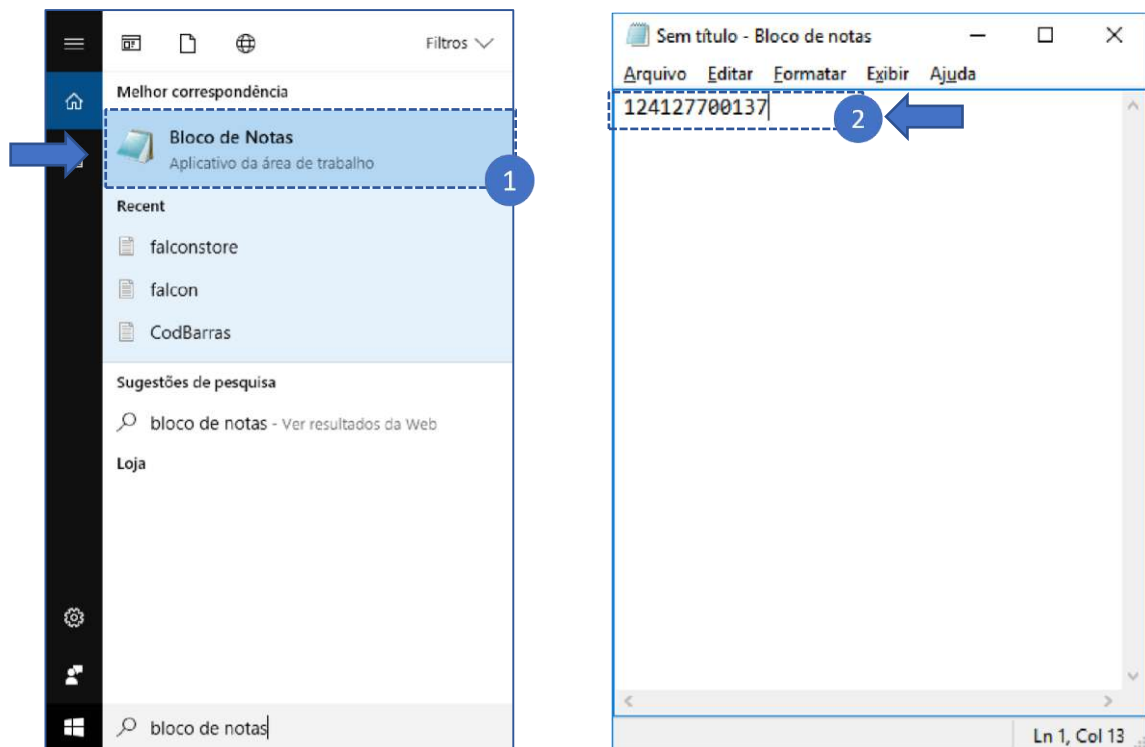 Filtros
Melhor correspondência
Bloco de Notas
Aplicativo da área de trabalho
1
Recent
falconstore
falcon
CodBarras
Sugestões de pesquisa
bloco de notas - Ver resultados da Web
Loja
bloco de notas
Sem título - Bloco de notas
Arquivo Editar Formatar Exibir Ajuda
124127700137
2
Ln 1, Col 13